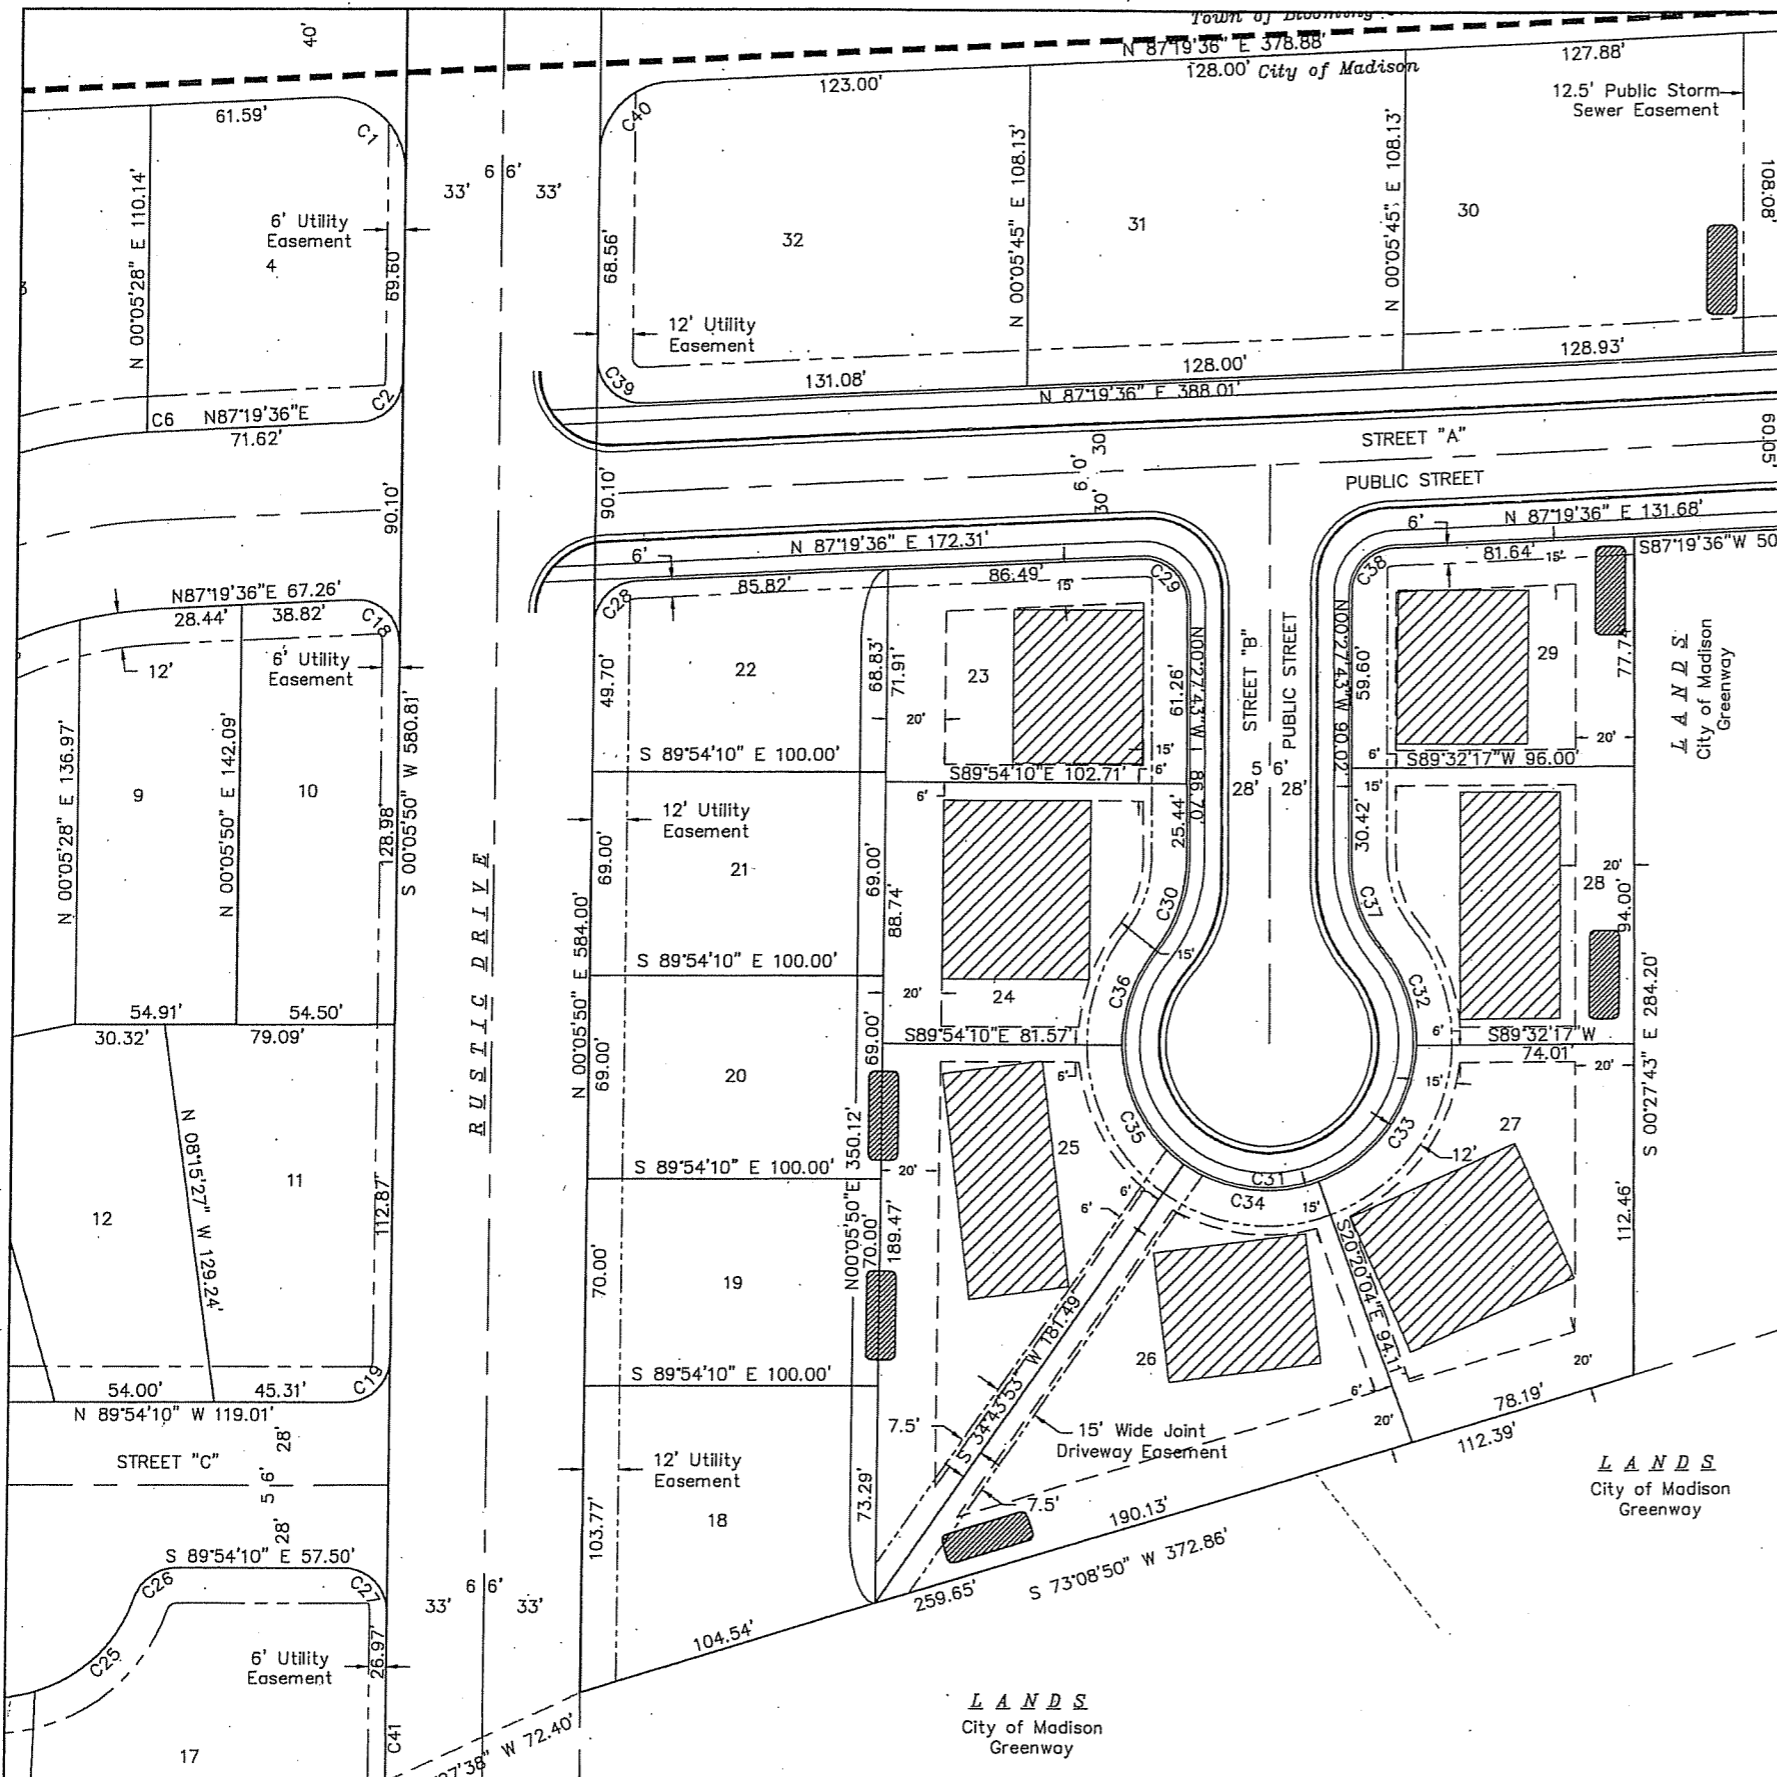 40'
Town of
N 87°19'36" E 378.88'
128.00' City of Madison
127.88'
123.00'
12.5' Public Storm
Sewer Easement
61.59'
C1
C40
N 00°05'28" E 110.14'
33'
6 6'
33'
6' Utility
Easement
4
69.60'
68.56'
32
N 00°05'45" E 108.13'
31
N 00°05'45" E 108.13'
30
108.08'
12' Utility
Easement
C39
131.08'
128.00'
128.93'
N 87°19'36" E 388.01'
C6
N87°19'36"E
71.62'
C2
STREET "A"
PUBLIC STREET
60.05'
90.10'
90.10'
30
6 0'
30'
6'
N 87°19'36" E 172.31'
6'
N 87°19'36" E 131.68'
S87°19'36"W 50
81.64'
15'
85.82'
86.49'
15'
C29
C38
C28
N87°19'36"E 67.26'
28.44'
38.82'
C18
12'
6' Utility
Easement
49.70'
22
68.83'
71.91'
23
20'
61.26'
N00°27'43"W 86.70'
STREET "B"
PUBLIC STREET
N00°27'43"W 90.02'
59.60'
29
77.74'
20'
L A N D S
City of Madison
Greenway
S 89°54'10" E 100.00'
15'
6'
S89°54'10"E 102.71'
6'
S89°32'17"W 96.00'
15'
5 6'
28'
28'
6'
N 00°05'28" E 136.97'
9
N 00°05'50" E 142.09'
10
128.98'
S 00°05'50" W 580.81'
12' Utility
Easement
69.00'
21
69.00'
88.74'
25.44'
30.42'
C30
C37
20'
28
94.00'
RUSTIC DRIVE
N 00°05'50" E 584.00'
S 89°54'10" E 100.00'
15'
C36
C32
20'
24
54.91'
54.50'
30.32'
79.09'
69.00'
20
69.00'
S89°54'10"E 81.57'
6'
S89°32'17"W
74.01'
20'
6'
15'
S 00°27'43" E 284.20'
N 08°15'27" W 129.24'
11
12
112.87'
C35
25
C33
27
12'
S 89°54'10" E 100.00'
N00°05'50"E 350.12'
20'
6'
6'
C31
C34
15'
112.46'
70.00'
19
70.00'
189.47'
S20°20'04"E 94.11'
S 34°43'53" W 181.49'
26
20'
S 89°54'10" E 100.00'
54.00'
45.31'
C19
N 89°54'10" W 119.01'
6'
20'
78.19'
112.39'
7.5'
15' Wide Joint
Driveway Easement
28'
STREET "C"
5 6'
28'
12' Utility
Easement
18
73.29'
103.77'
7.5'
190.13'
L A N D S
City of Madison
Greenway
S 89°54'10" E 57.50'
C26
C27
6 6'
33'
33'
259.65'
S 73°08'50" W 372.86'
104.54'
C25
6' Utility
Easement
26.97'
C41
L A N D S
City of Madison
Greenway
17
W 72.40'